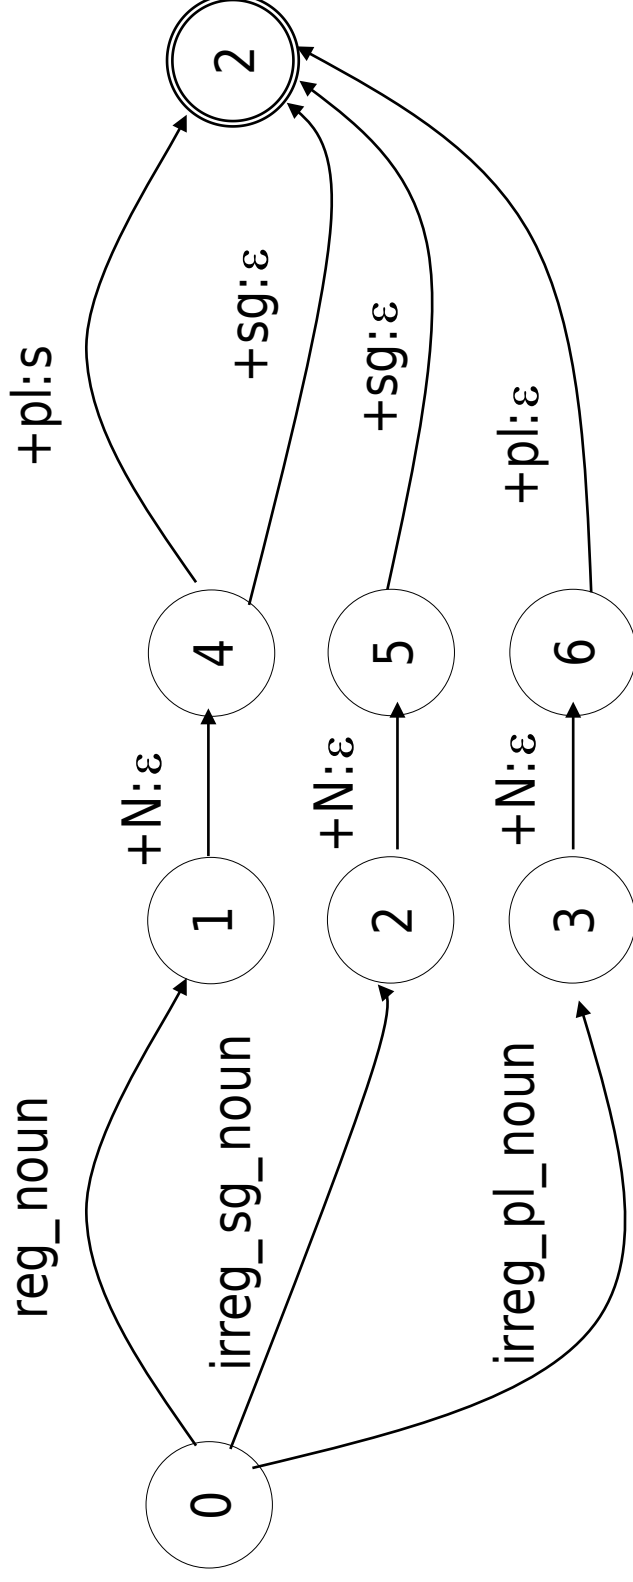 reg_noun
+pl:s
0
1
+N:ε
4
2
+sg:ε
irreg_sg_noun
2
+N:ε
5
+sg:ε
irreg_pl_noun
3
+N:ε
6
+pl:ε